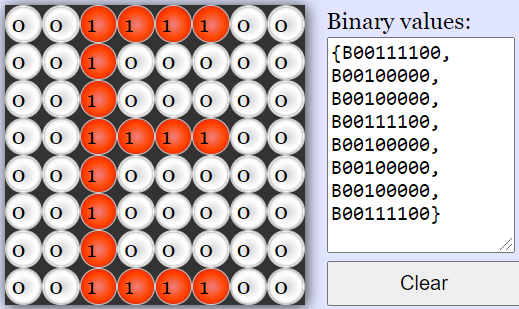 0 0 1 1 1 1 0 0
0 0 1 0 0 0 0 0
0 0 1 0 0 0 0 0
0 0 1 1 1 1 0 0
0 0 1 0 0 0 0 0
0 0 1 0 0 0 0 0
0 0 1 0 0 0 0 0
0 0 1 1 1 1 0 0
Binary values:
{B00111100,
B00100000,
B00100000,
B00111100,
B00100000,
B00100000,
B00100000,
B00111100}
Clear